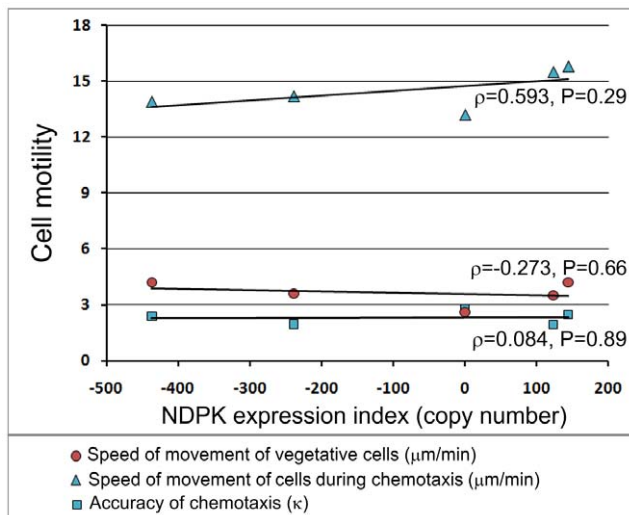 18
15
12
9
6
3
0
Cell motility
ρ=0.593, P=0.29
ρ=-0.273, P=0.66
ρ=0.084, P=0.89
-500 -400 -300 -200 -100 0 100 200
NDPK expression index (copy number)
Speed of movement of vegetative cells (μm/min)
Speed of movement of cells during chemotaxis (μm/min)
Accuracy of chemotaxis (κ)